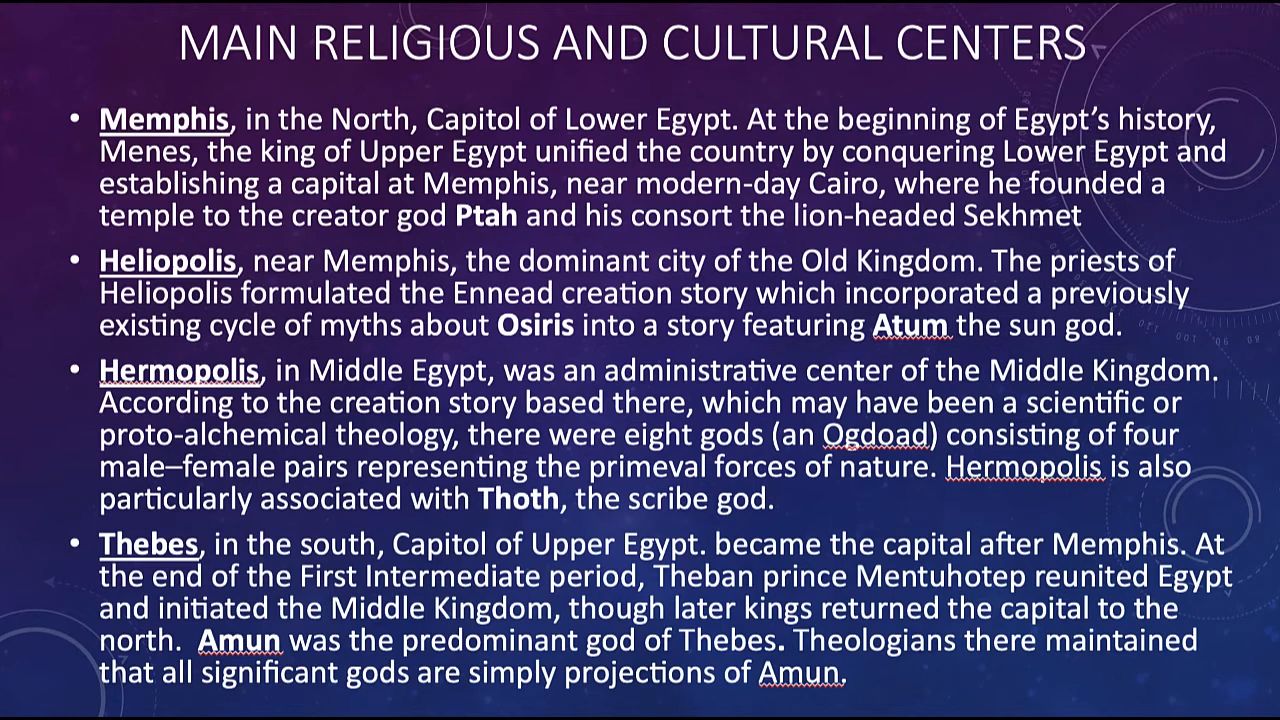 MAIN RELIGIOUS AND CULTURAL CENTERS
• Memphis, in the North, Capitol of Lower Egypt. At the beginning of Egypt’s history,
Menes, the king of Upper Egypt unified the country by conquering Lower Egypt and
establishing a capital at Memphis, near modern-day Cairo, where he founded a
temple to the creator god Ptah and his consort the lion-headed Sekhmet
• Heliopolis, near Memphis, the dominant city of the Old Kingdom. The priests of
Heliopolis formulated the Ennead creation story which incorporated a previously
existing cycle of myths about Osiris into a story featuring Atum the sun god.
• Hermopolis, in Middle Egypt, was an administrative center of the Middle Kingdom.
According to the creation story based there, which may have been a scientific or
proto-alchemical theology, there were eight gods (an Ogdoad) consisting of four
male–female pairs representing the primeval forces of nature. Hermopolis is also
particularly associated with Thoth, the scribe god.
• Thebes, in the south, Capitol of Upper Egypt. became the capital after Memphis. At
the end of the First Intermediate period, Theban prince Mentuhotep reunited Egypt
and initiated the Middle Kingdom, though later kings returned the capital to the
north. Amun was the predominant god of Thebes. Theologians there maintained
that all significant gods are simply projections of Amun.